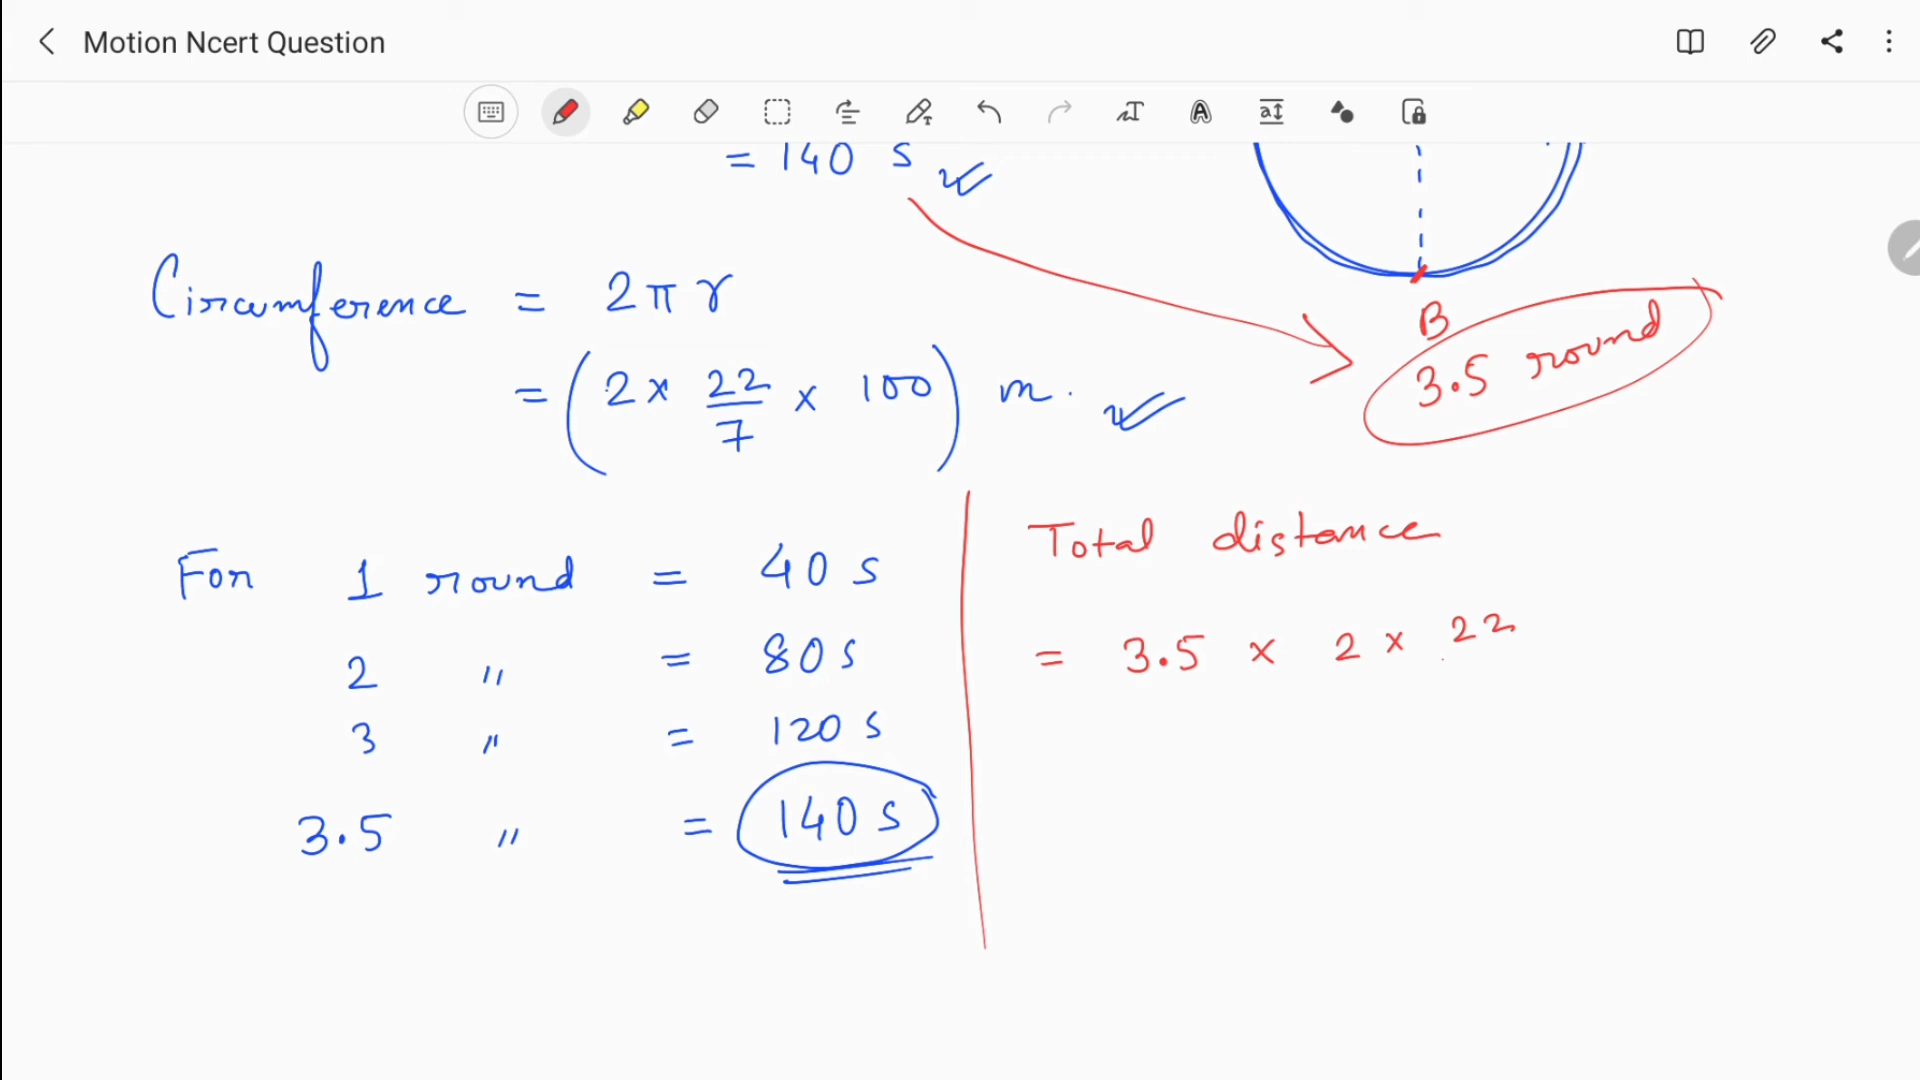 Motion Ncert Question
= 140 s
Circumference = 2πr
= (2 × 22/7 × 100) m.
B
3.5 round
For 1 round = 40 s
2 〃 = 80 s
3 〃 = 120 s
3.5 〃 = 140 s
Total distance
= 3.5 × 2 × 22